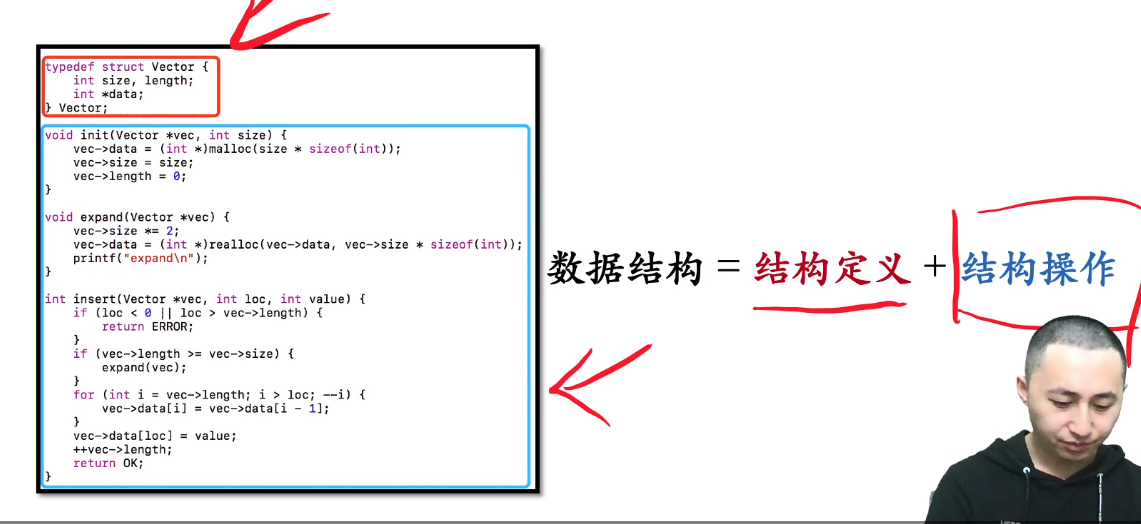 typedef struct Vector {
    int size, length;
    int *data;
} Vector;
void init(Vector *vec, int size) {
    vec->data = (int *)malloc(size * sizeof(int));
    vec->size = size;
    vec->length = 0;
}
void expand(Vector *vec) {
    vec->size *= 2;
    vec->data = (int *)realloc(vec->data, vec->size * sizeof(int));
    printf("expand\n");
}
int insert(Vector *vec, int loc, int value) {
    if (loc < 0 || loc > vec->length) {
        return ERROR;
    }
    if (vec->length >= vec->size) {
        expand(vec);
    }
    for (int i = vec->length; i > loc; --i) {
        vec->data[i] = vec->data[i - 1];
    }
    vec->data[loc] = value;
    ++vec->length;
    return OK;
}
数据结构 = 结构定义 + 结构操作